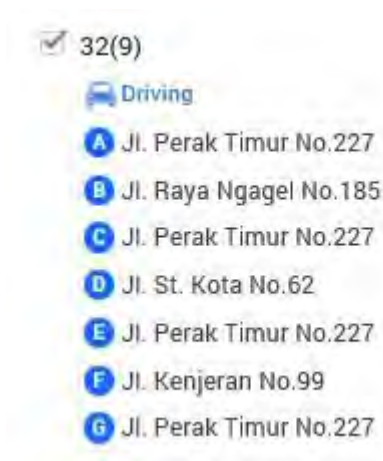 32(9)
Driving
A Jl. Perak Timur No.227
B Jl. Raya Ngagel No.185
C Jl. Perak Timur No.227
D Jl. St. Kota No.62
E Jl. Perak Timur No.227
F Jl. Kenjeran No.99
G Jl. Perak Timur No.227